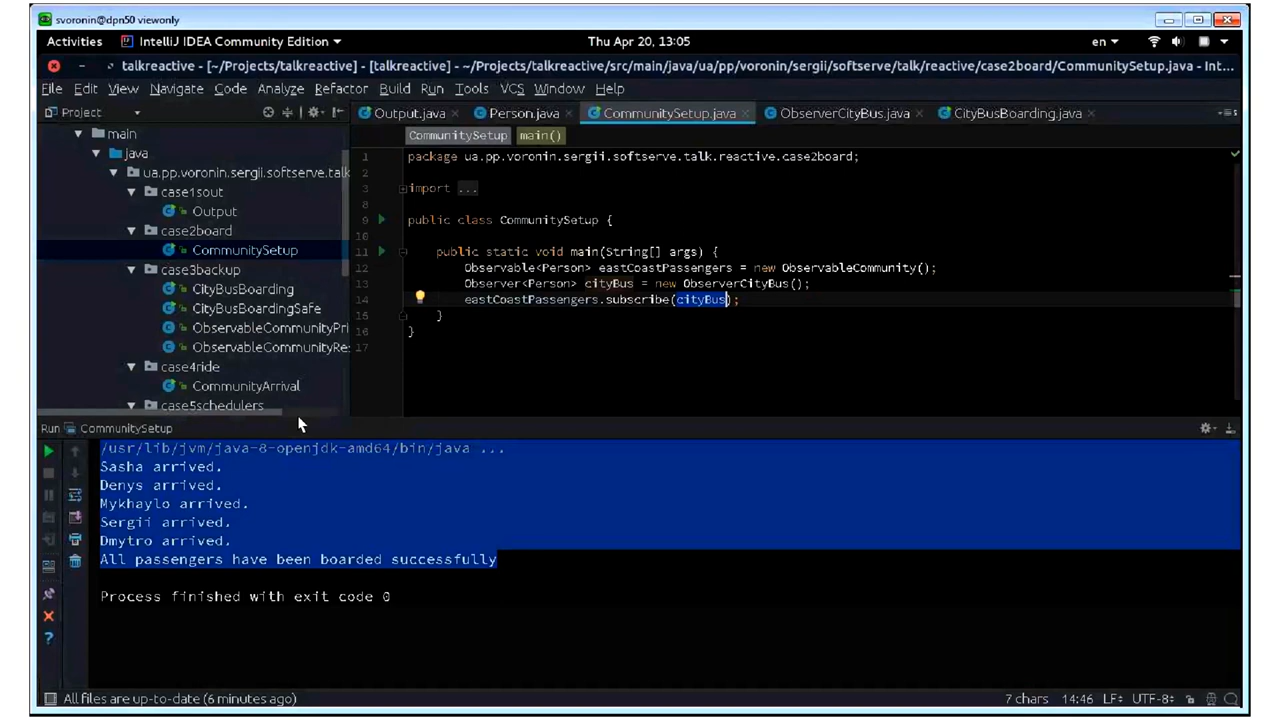 svoronin@dpn50 viewonly
Activities IntelliJ IDEA Community Edition Thu Apr 20, 13:05 en
talkreactive - [~/Projects/talkreactive] - [talkreactive] - ~/Projects/talkreactive/src/main/java/ua/pp/voronin/sergii/softserve/talk/reactive/case2board/CommunitySetup.java - Int...
File Edit View Navigate Code Analyze Refactor Build Run Tools VCS Window Help
Project Output.java Person.java CommunitySetup.java ObserverCityBus.java CityBusBoarding.java
main
java
ua.pp.voronin.sergii.softserve.talk
case1sout
Output
case2board
CommunitySetup
case3backup
CityBusBoarding
CityBusBoardingSafe
ObservableCommunityPri
ObservableCommunityRe
case4ride
CommunityArrival
case5schedulers
CommunitySetup main()
1 package ua.pp.voronin.sergii.softserve.talk.reactive.case2board;
2
3 import ...
8
9 public class CommunitySetup {
10
11 public static void main(String[] args) {
12 Observable<Person> eastCoastPassengers = new ObservableCommunity();
13 Observer<Person> cityBus = new ObserverCityBus();
14 eastCoastPassengers.subscribe(cityBus);
15 }
16 }
17
Run CommunitySetup
/usr/lib/jvm/java-8-openjdk-amd64/bin/java ...
Sasha arrived.
Denys arrived.
Mykhaylo arrived.
Sergii arrived.
Dmytro arrived.
All passengers have been boarded successfully
Process finished with exit code 0
All files are up-to-date (6 minutes ago) 7 chars 14:46 LF UTF-8